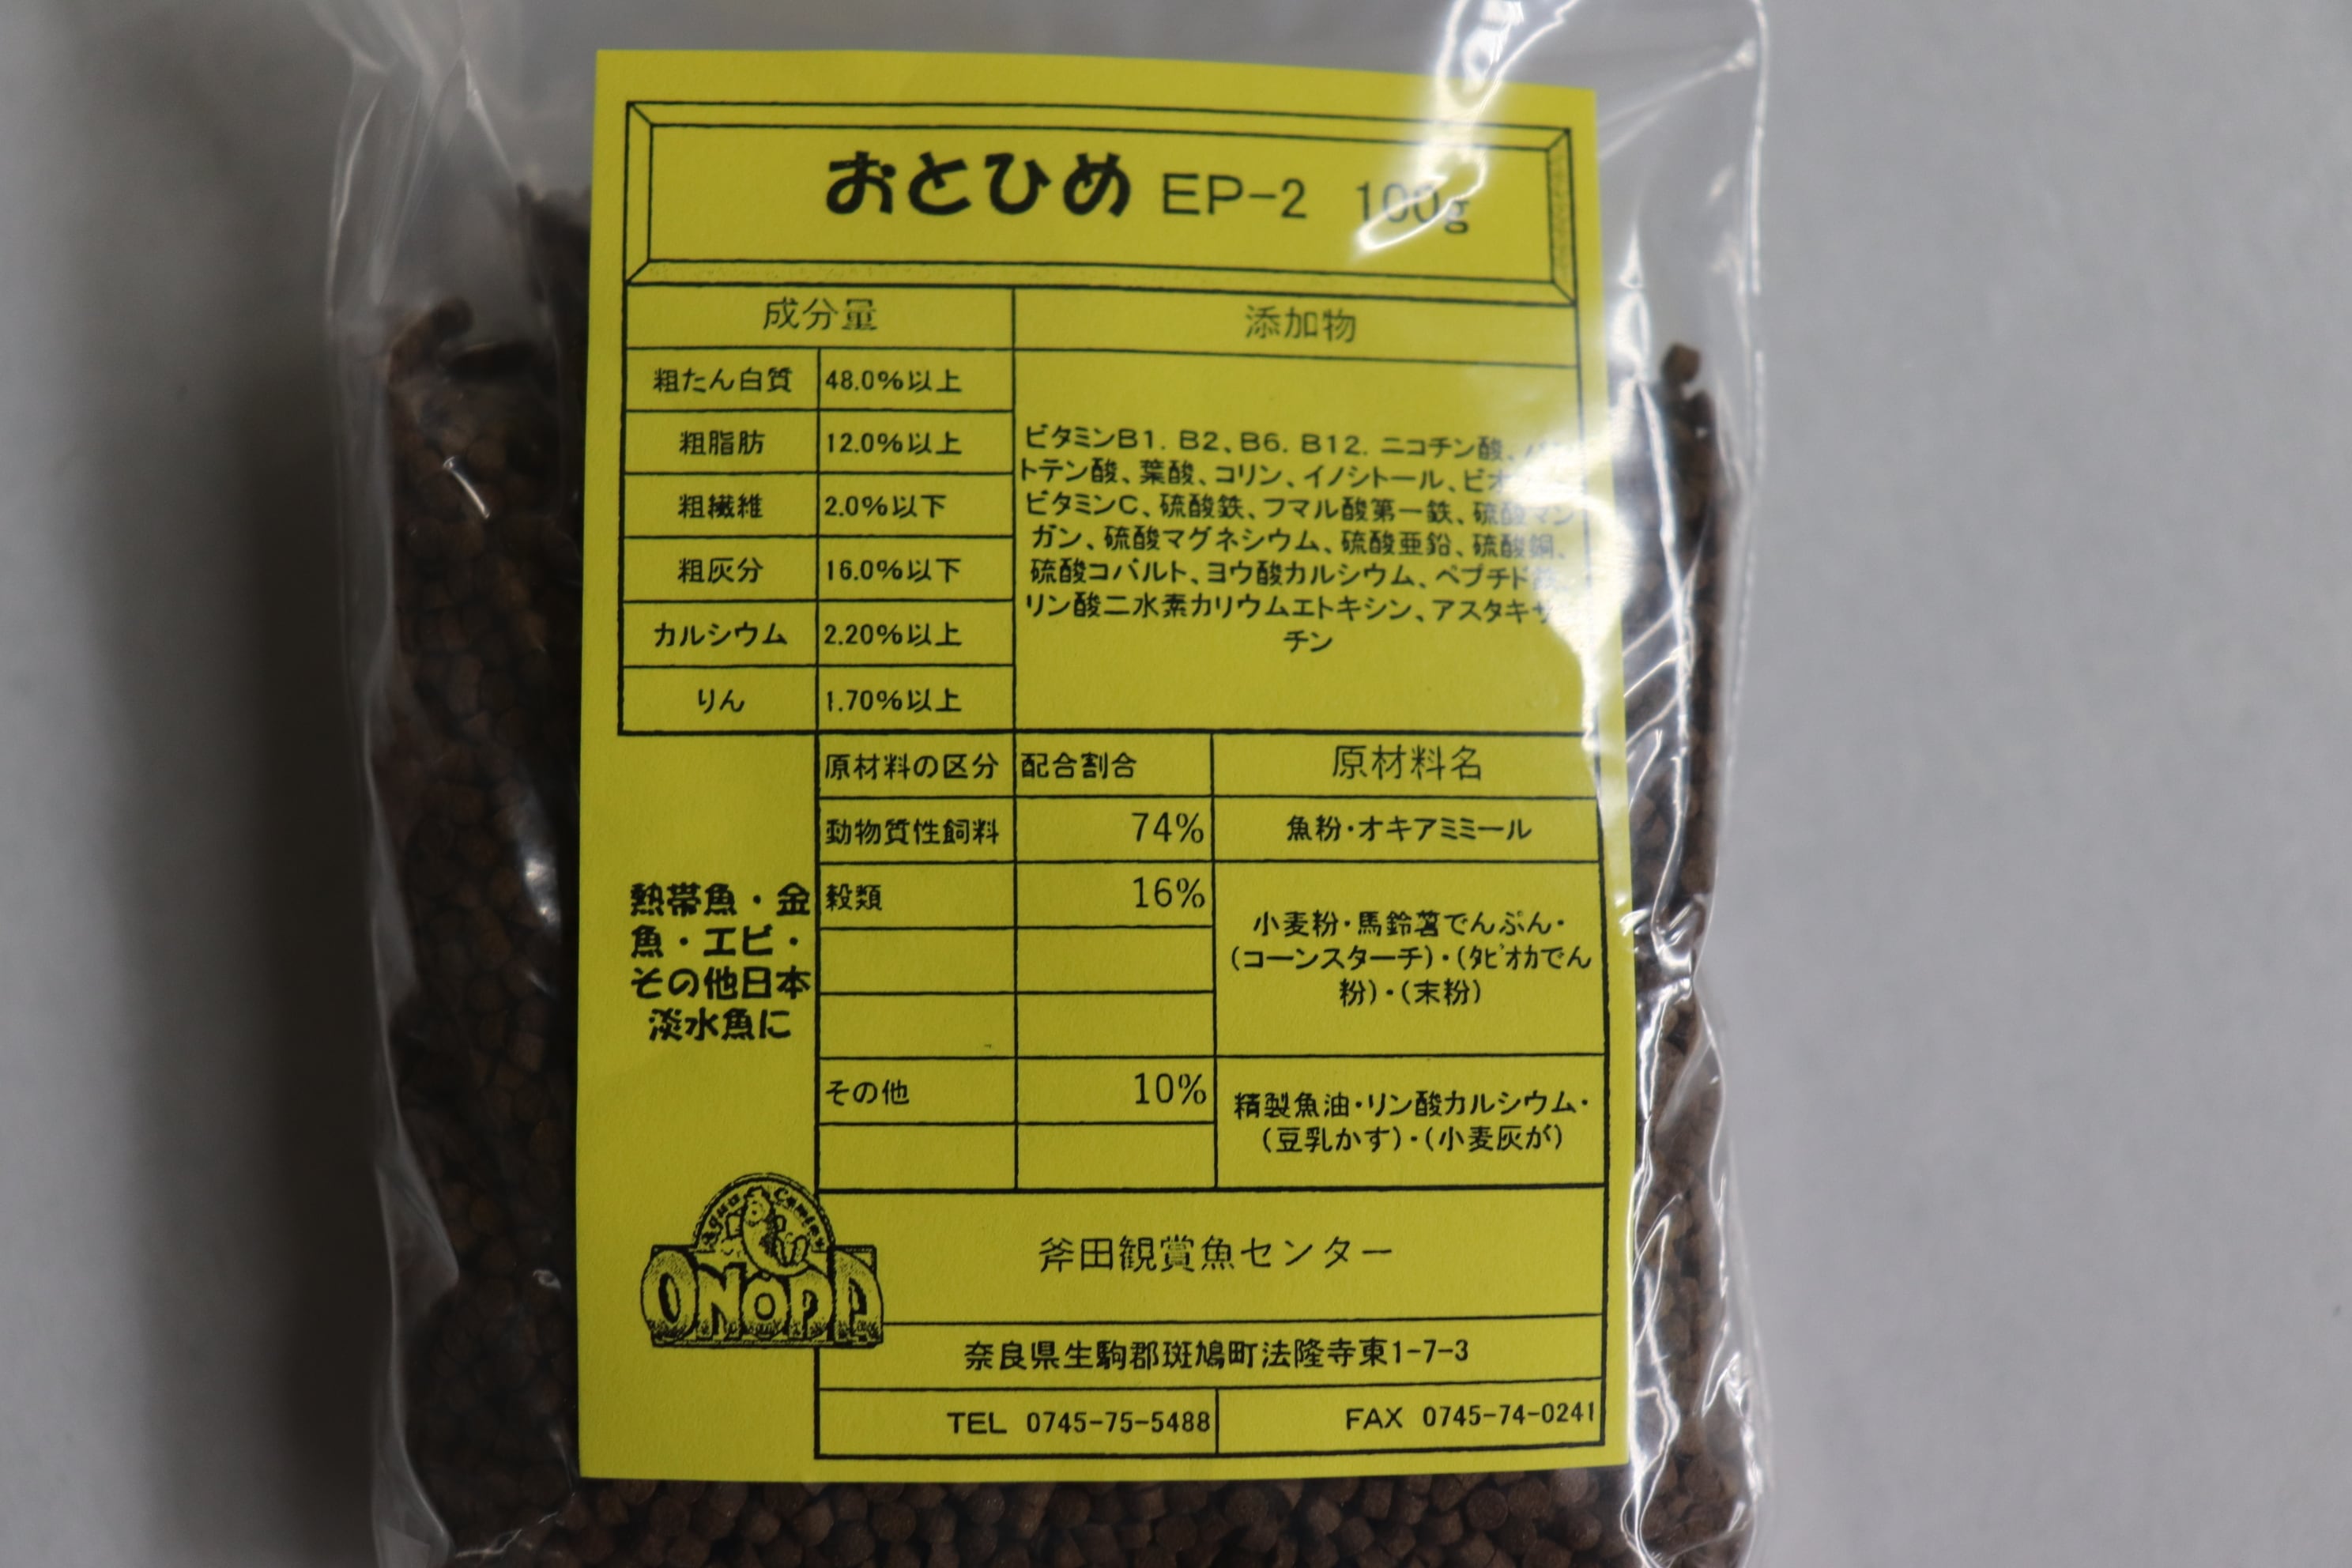 おとひめ EP-2 100g
成分量 添加物
粗たん白質 48.0%以上
粗脂肪 12.0%以上
粗繊維 2.0%以下
粗灰分 16.0%以下
カルシウム 2.20%以上
りん 1.70%以上
ビタミンB1. B2、B6. B12. ニコチン酸、
トテン酸、葉酸、コリン、イノシトール、
ビタミンC、硫酸鉄、フマル酸第一鉄、硫酸マン
ガン、硫酸マグネシウム、硫酸亜鉛、硫酸銅、
硫酸コバルト、ヨウ酸カルシウム、ペプチド
リン酸二水素カリウムエトキシン、アスタキサ
チン
原材料の区分 配合割合 原材料名
動物質性飼料 74% 魚粉・オキアミミール
穀類 16%
小麦粉・馬鈴薯でんぷん・
(コーンスターチ)・(ﾀﾋﾟｵｶでん
粉)・(末粉)
その他 10%
精製魚油・リン酸カルシウム・
(豆乳かす)・(小麦灰が)
熱帯魚・金
魚・エビ・
その他日本
淡水魚に
ONODA
斧田観賞魚センター
奈良県生駒郡斑鳩町法隆寺東1-7-3
TEL 0745-75-5488 FAX 0745-74-0241